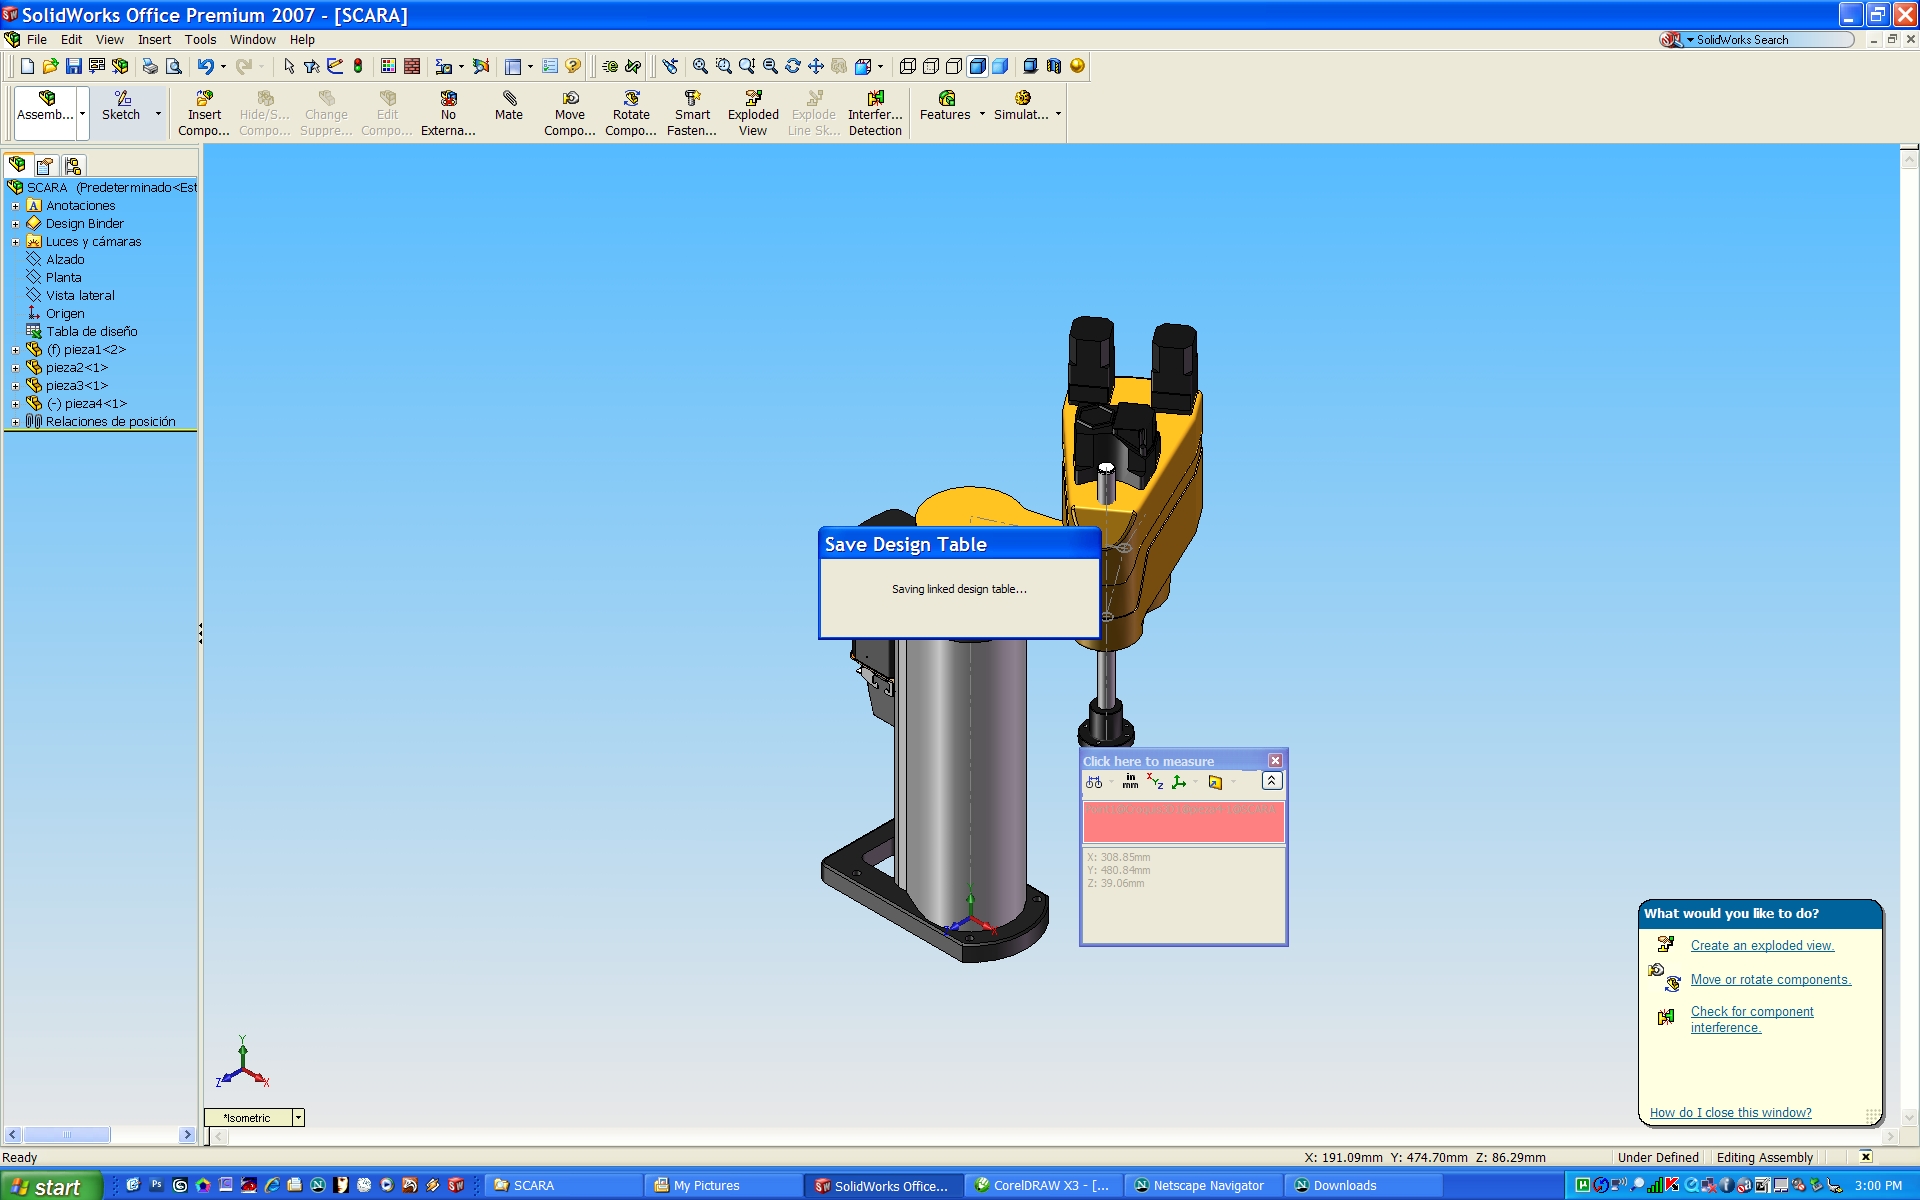 SolidWorks Office Premium 2007 - [SCARA]
File Edit View Insert Tools Window Help
SolidWorks Search
Assemb... Sketch
Insert Compo...
Hide/S... Compo...
Change Suppre...
Edit Compo...
No Externa...
Mate
Move Compo...
Rotate Compo...
Smart Fasten...
Exploded View
Explode Line Sk...
Interfer... Detection
Features
Simulat...
SCARA (Predeterminado<Est
Anotaciones
Design Binder
Luces y cámaras
Alzado
Planta
Vista lateral
Origen
Tabla de diseño
(f) pieza1<2>
pieza2<1>
pieza3<1>
(-) pieza4<1>
Relaciones de posición
Save Design Table
Saving linked design table...
Click here to measure
in
mm
X: 308.85mm
Y: 480.84mm
Z: 39.06mm
What would you like to do?
Create an exploded view.
Move or rotate components.
Check for component
interference.
How do I close this window?
Y
Z X
*Isometric
Ready
X: 191.09mm Y: 474.70mm Z: 86.29mm
Under Defined
Editing Assembly
start
SCARA
My Pictures
SolidWorks Office...
CorelDRAW X3 - [...
Netscape Navigator
Downloads
3:00 PM